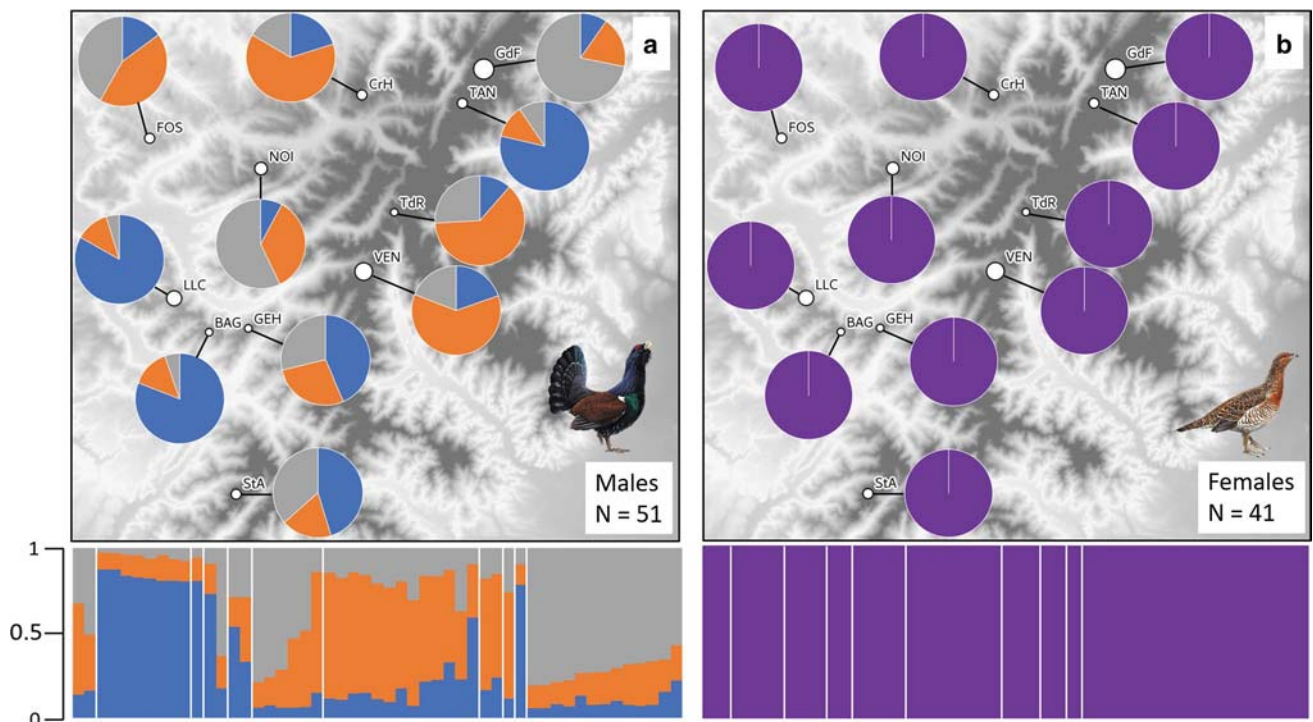 a
GdF
TAN
CrH
FOS
NOI
TdR
VEN
LLC
BAG
GEH
StA
Males
N = 51
b
GdF
TAN
CrH
FOS
NOI
TdR
VEN
LLC
BAG
GEH
StA
Females
N = 41
1
0.5
0